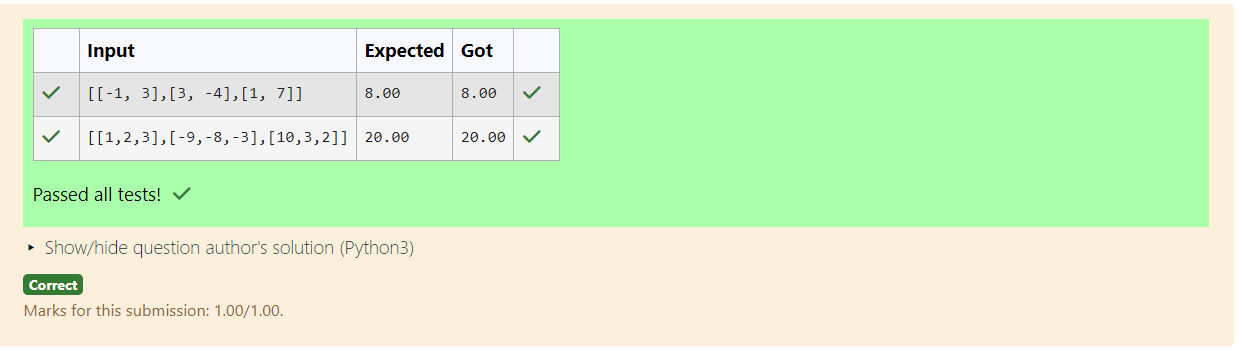 Input Expected Got
[[-1, 3],[3, -4],[1, 7]] 8.00 8.00
[[1,2,3],[-9,-8,-3],[10,3,2]] 20.00 20.00
Passed all tests!
Show/hide question author's solution (Python3)
Correct
Marks for this submission: 1.00/1.00.